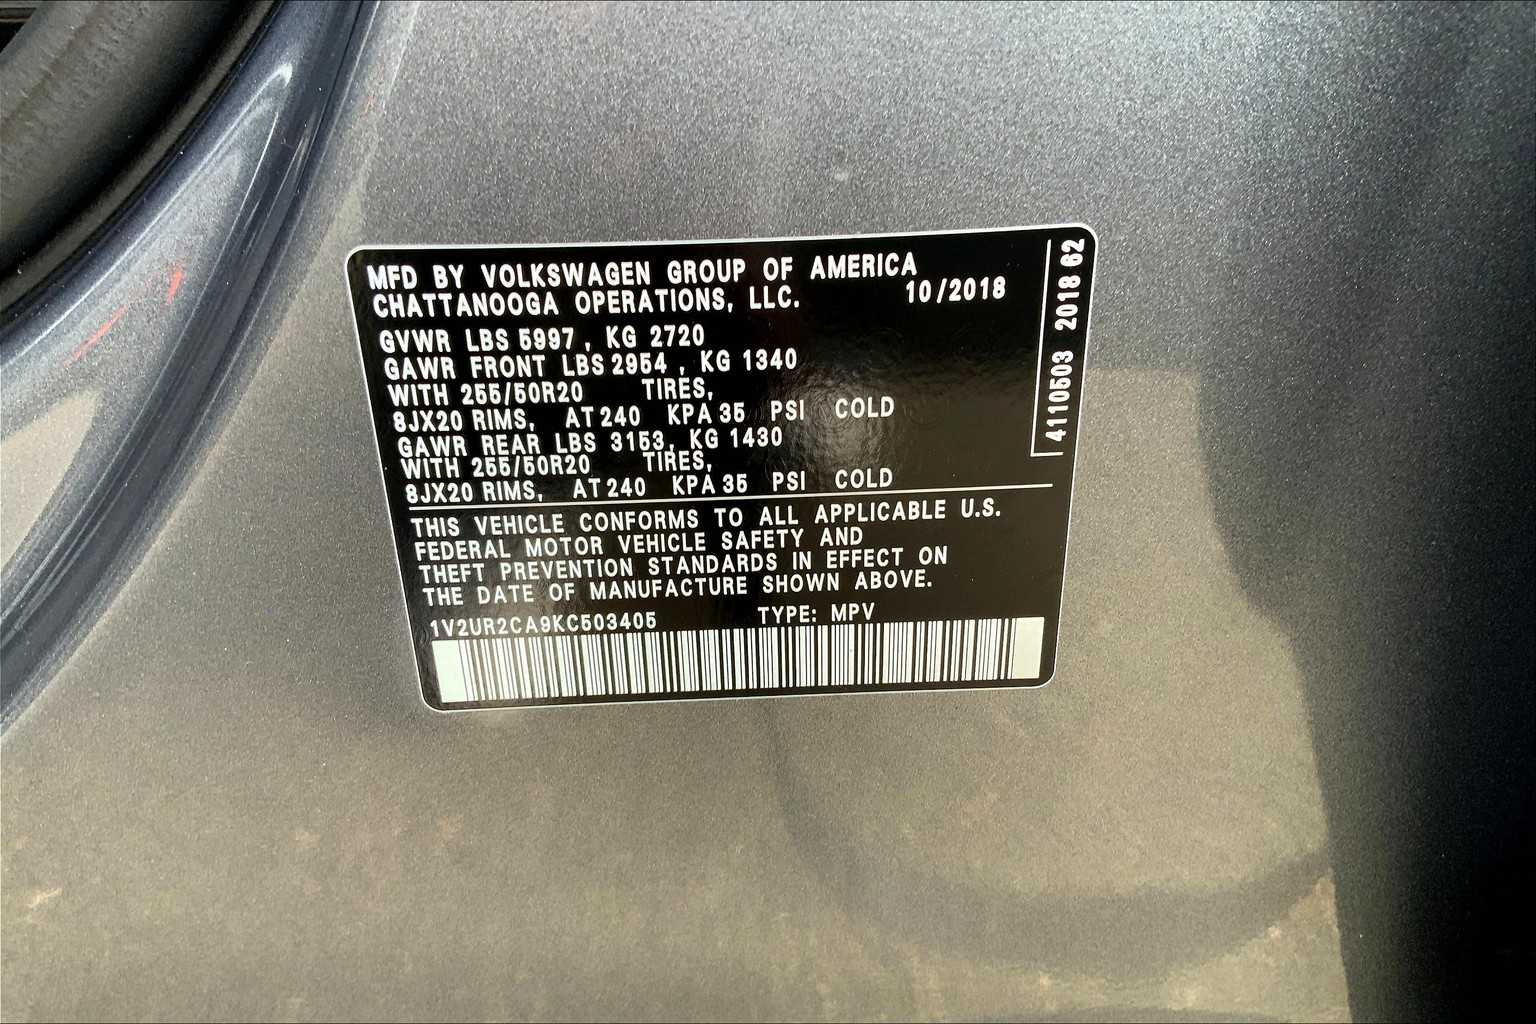 MFD BY VOLKSWAGEN GROUP OF AMERICA
CHATTANOOGA OPERATIONS, LLC. 10/2018
GVWR LBS 5997, KG 2720
GAWR FRONT LBS 2954, KG 1340
WITH 255/50R20 TIRES,
8JX20 RIMS, AT 240 KPA 35 PSI COLD
GAWR REAR LBS 3153, KG 1430
WITH 255/50R20 TIRES,
8JX20 RIMS, AT 240 KPA 35 PSI COLD
THIS VEHICLE CONFORMS TO ALL APPLICABLE U.S.
FEDERAL MOTOR VEHICLE SAFETY AND
THEFT PREVENTION STANDARDS IN EFFECT ON
THE DATE OF MANUFACTURE SHOWN ABOVE.
1V2UR2CA9KC503405 TYPE: MPV
4110503 2018 62